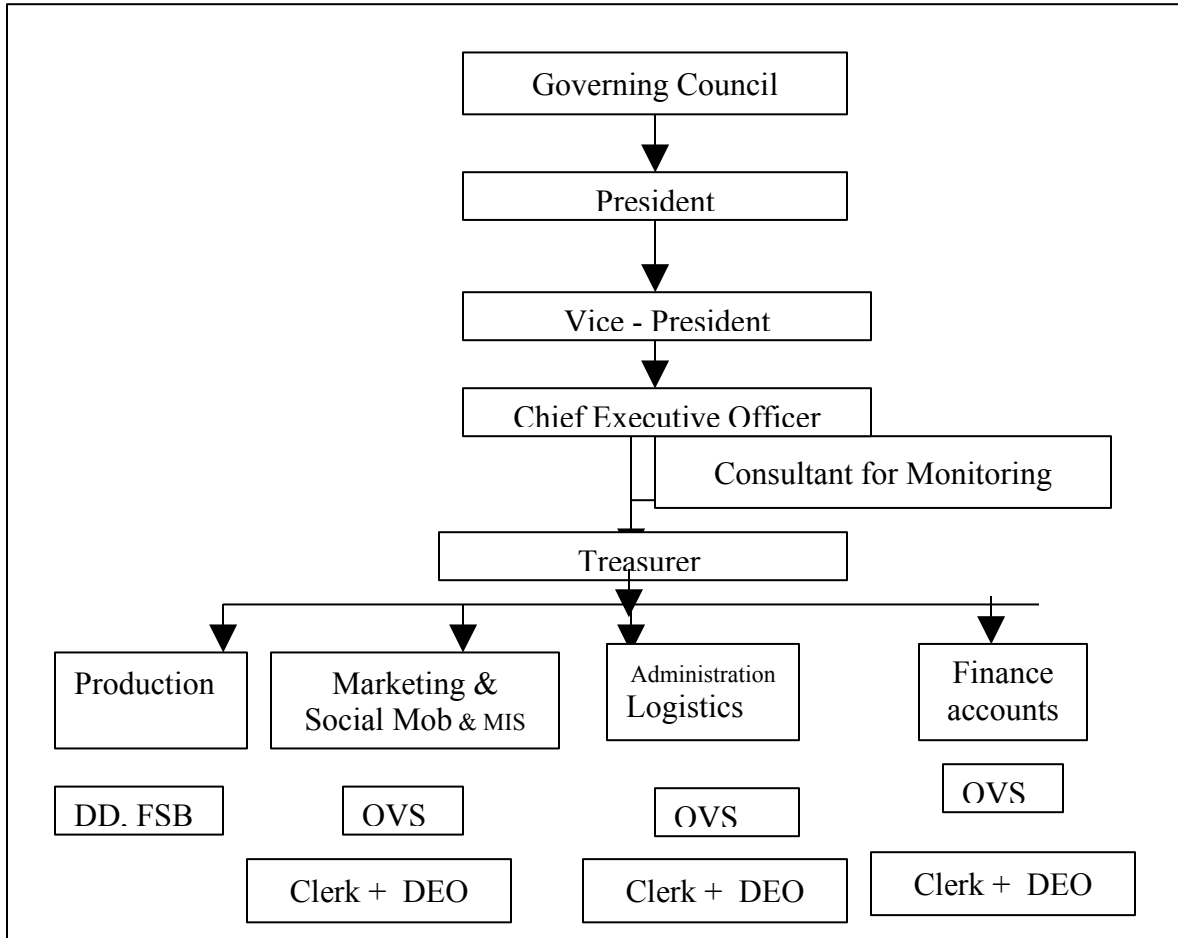 Governing Council
President
Vice - President
Chief Executive Officer
Consultant for Monitoring
Treasurer
Production
Marketing &
Social Mob & MIS
Administration
Logistics
Finance
accounts
DD. FSB
OVS
OVS
OVS
Clerk + DEO
Clerk + DEO
Clerk + DEO